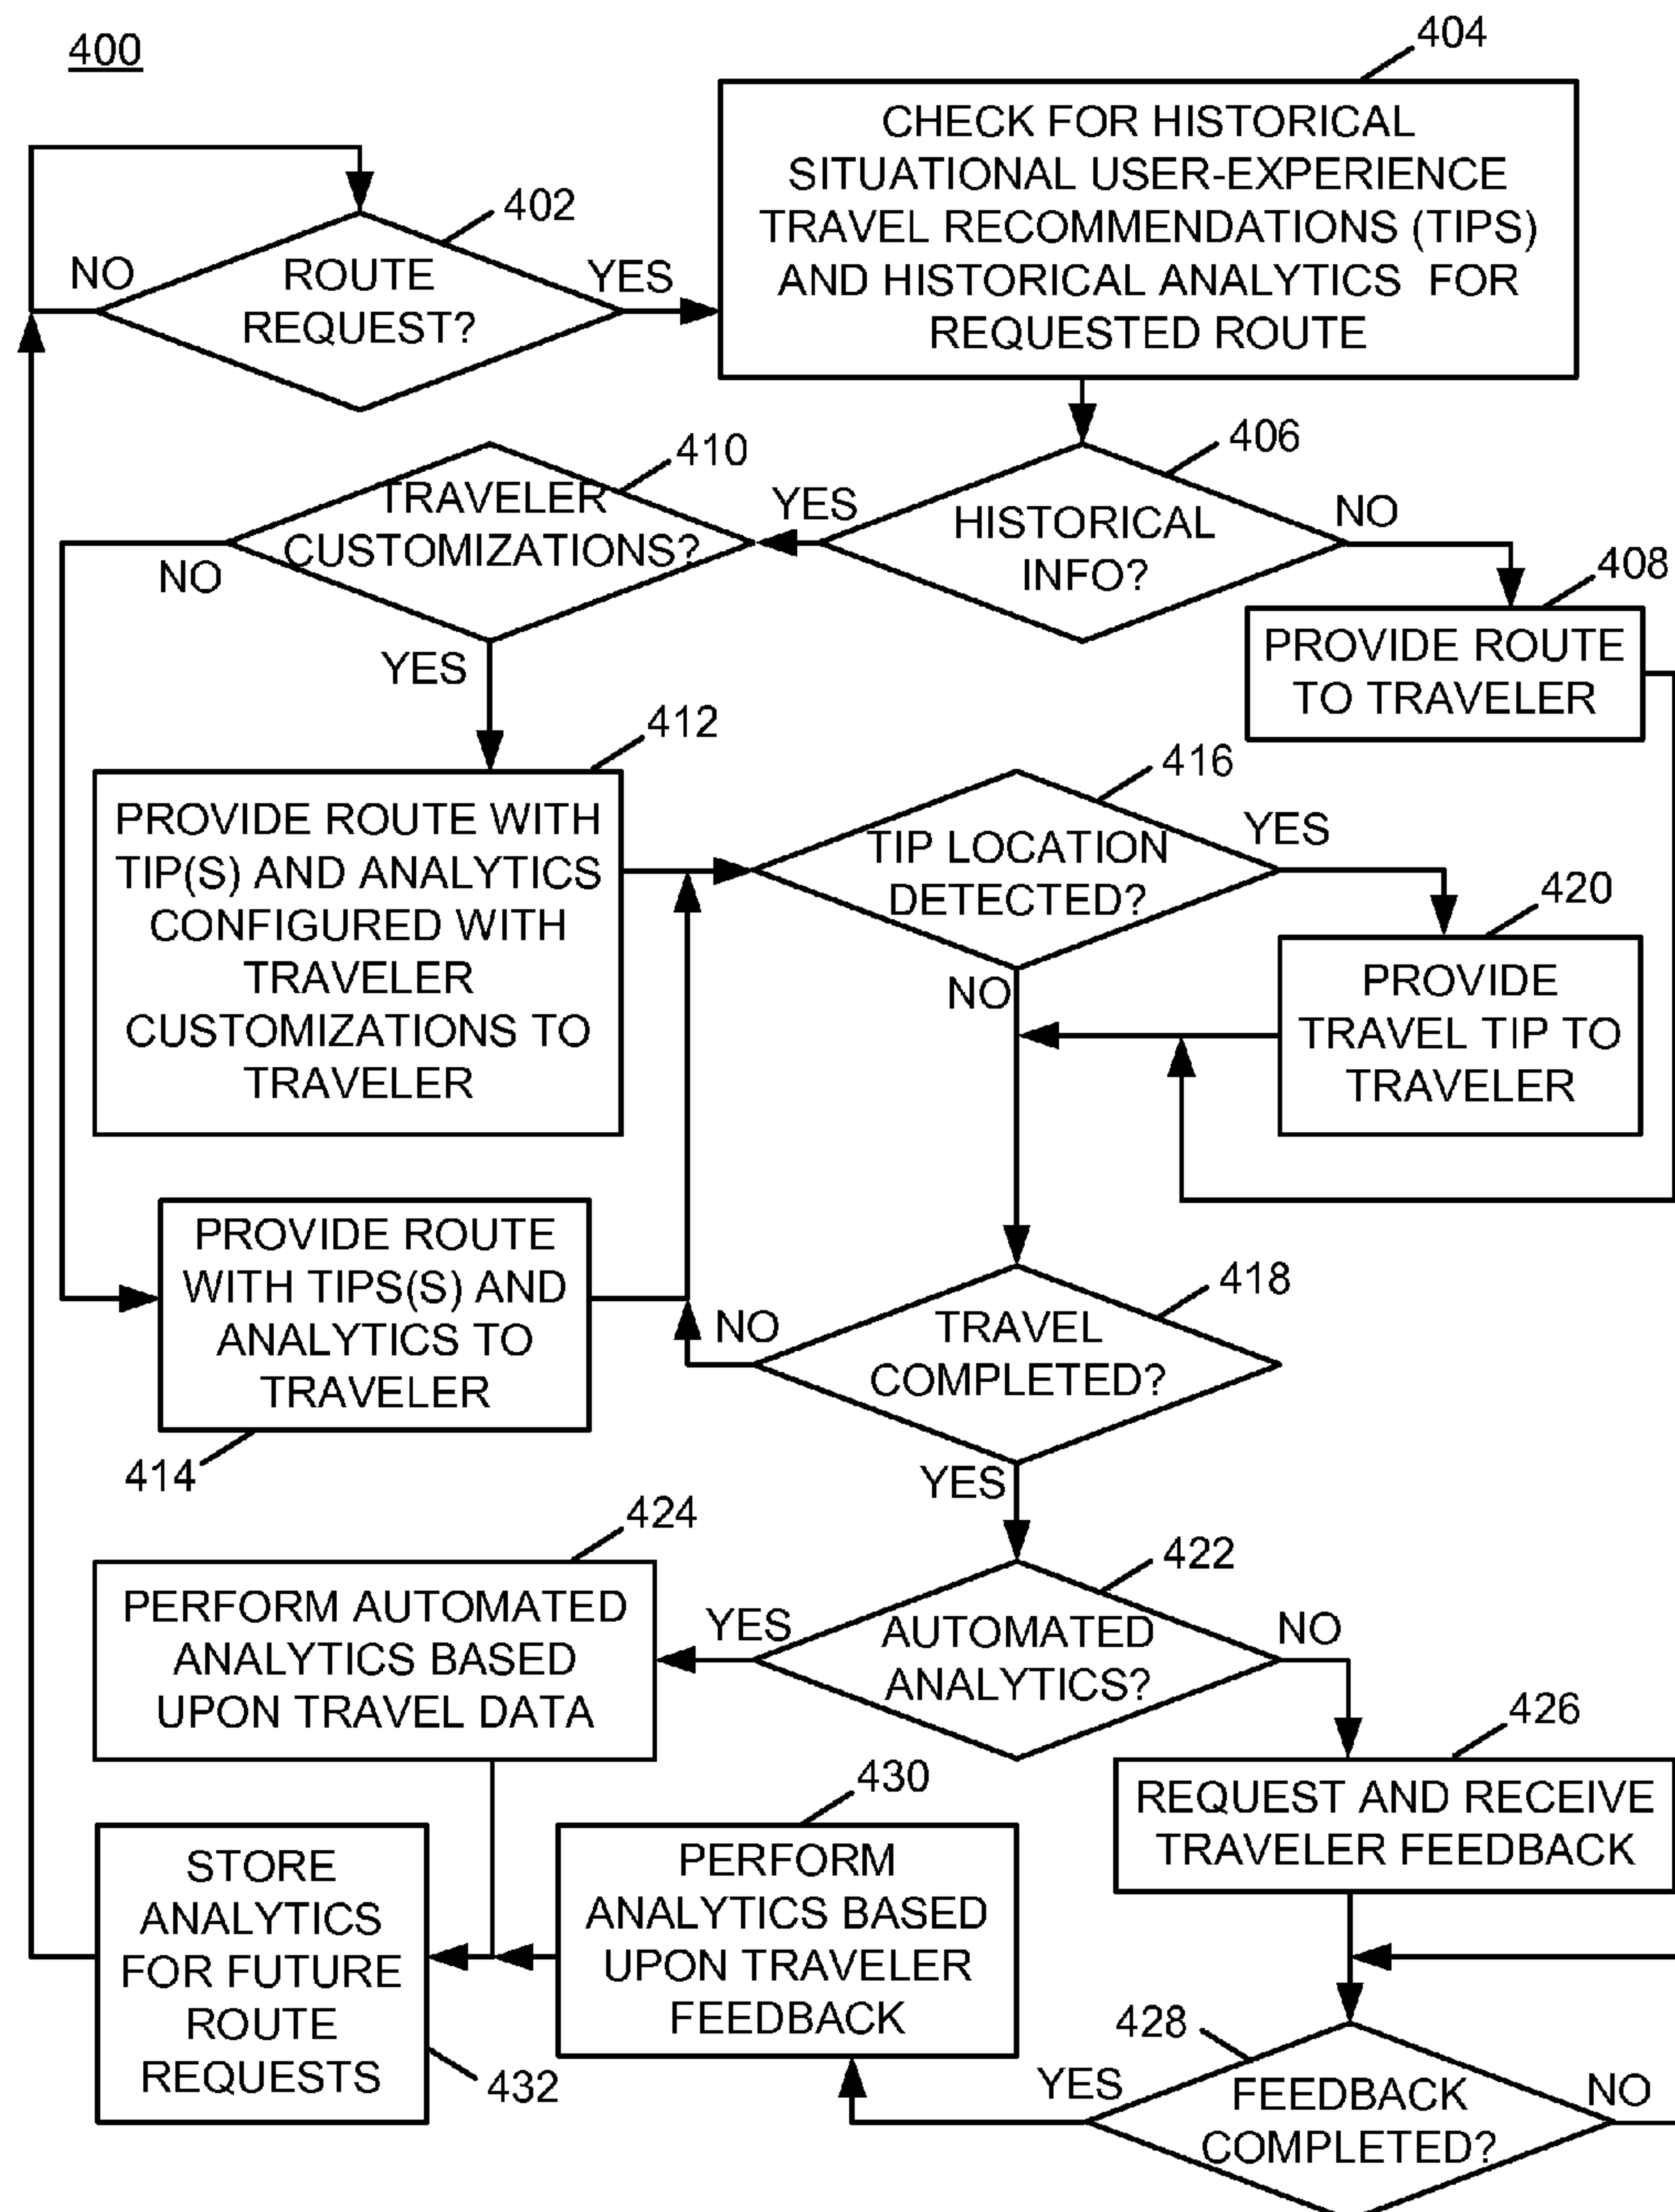 400
404
CHECK FOR HISTORICAL
SITUATIONAL USER-EXPERIENCE
TRAVEL RECOMMENDATIONS (TIPS)
AND HISTORICAL ANALYTICS FOR
REQUESTED ROUTE
402
NO
ROUTE
REQUEST?
YES
410
TRAVELER
CUSTOMIZATIONS?
NO
YES
406
YES
HISTORICAL
INFO?
NO
408
PROVIDE ROUTE
TO TRAVELER
412
PROVIDE ROUTE WITH
TIP(S) AND ANALYTICS
CONFIGURED WITH
TRAVELER
CUSTOMIZATIONS TO
TRAVELER
416
TIP LOCATION
DETECTED?
YES
NO
420
PROVIDE
TRAVEL TIP TO
TRAVELER
PROVIDE ROUTE
WITH TIPS(S) AND
ANALYTICS TO
TRAVELER
414
418
NO
TRAVEL
COMPLETED?
YES
424
PERFORM AUTOMATED
ANALYTICS BASED
UPON TRAVEL DATA
422
YES
AUTOMATED
ANALYTICS?
NO
426
REQUEST AND RECEIVE
TRAVELER FEEDBACK
430
PERFORM
ANALYTICS BASED
UPON TRAVELER
FEEDBACK
STORE
ANALYTICS
FOR FUTURE
ROUTE
REQUESTS
432
428
YES
FEEDBACK
COMPLETED?
NO